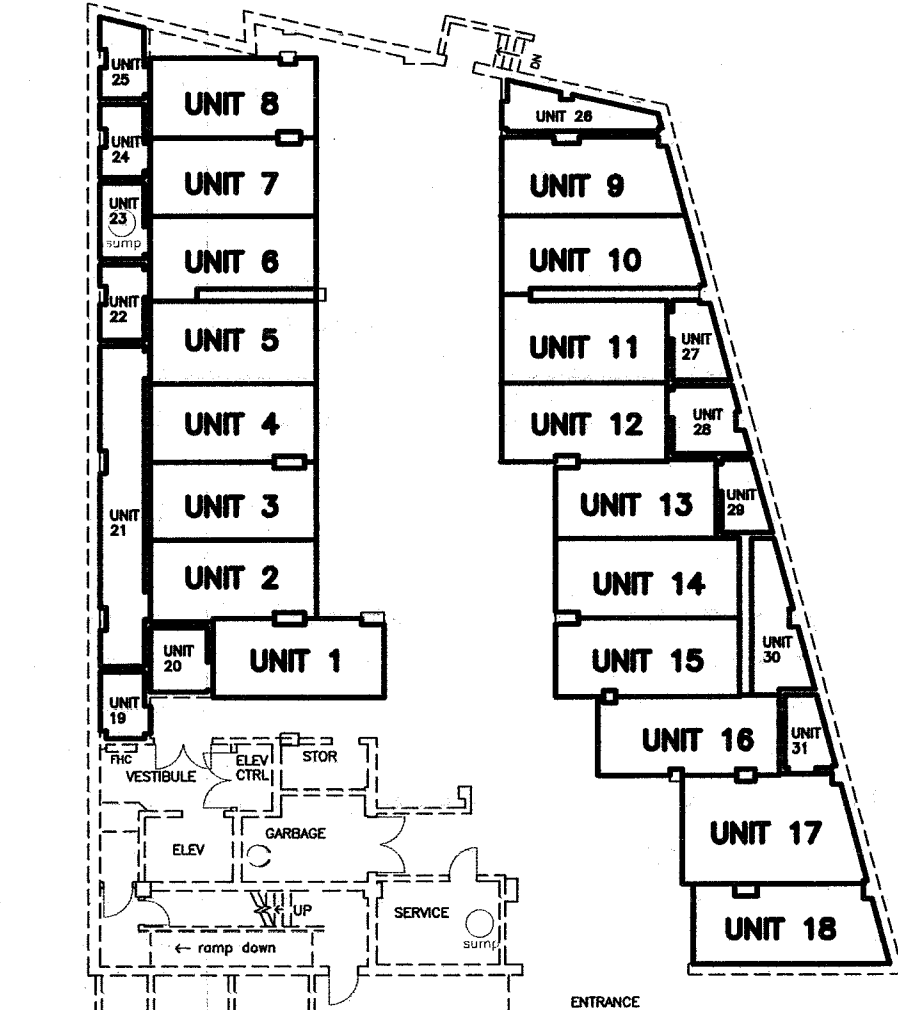 DN
UNIT
25
UNIT 8
UNIT 26
UNIT
24
UNIT 7
UNIT 9
UNIT
23
sump
UNIT 6
UNIT 10
UNIT
22
UNIT 5
UNIT 11
UNIT
27
UNIT 4
UNIT 12
UNIT
28
UNIT
21
UNIT 3
UNIT 13
UNIT
29
UNIT 2
UNIT 14
UNIT
20
UNIT 1
UNIT 15
UNIT
30
UNIT
19
UNIT 16
UNIT
31
FHC
VESTIBULE
ELEV
CTRL
STOR
GARBAGE
ELEV
UNIT 17
UP
SERVICE
sump
UNIT 18
← ramp down
ENTRANCE